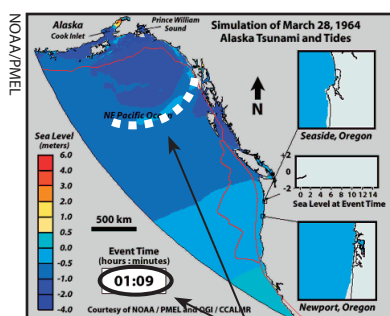 NOAA/PMEL
Alaska
Cook Inlet
Prince William
Sound
Simulation of March 28, 1964
Alaska Tsunami and Tides
N
NE Pacific Ocean
Sea Level
(meters)
6.0
4.0
3.0
2.0
1.0
0.5
0.0
-0.5
-1.0
-2.0
-3.0
-4.0
500 km
Event Time
(hours : minutes)
01:09
Courtesy of NOAA / PMEL and OGI / CCALMR
Seaside, Oregon
+2
0
-2
0 2 4 6 8 10 12 14
Sea Level at Event Time
Newport, Oregon